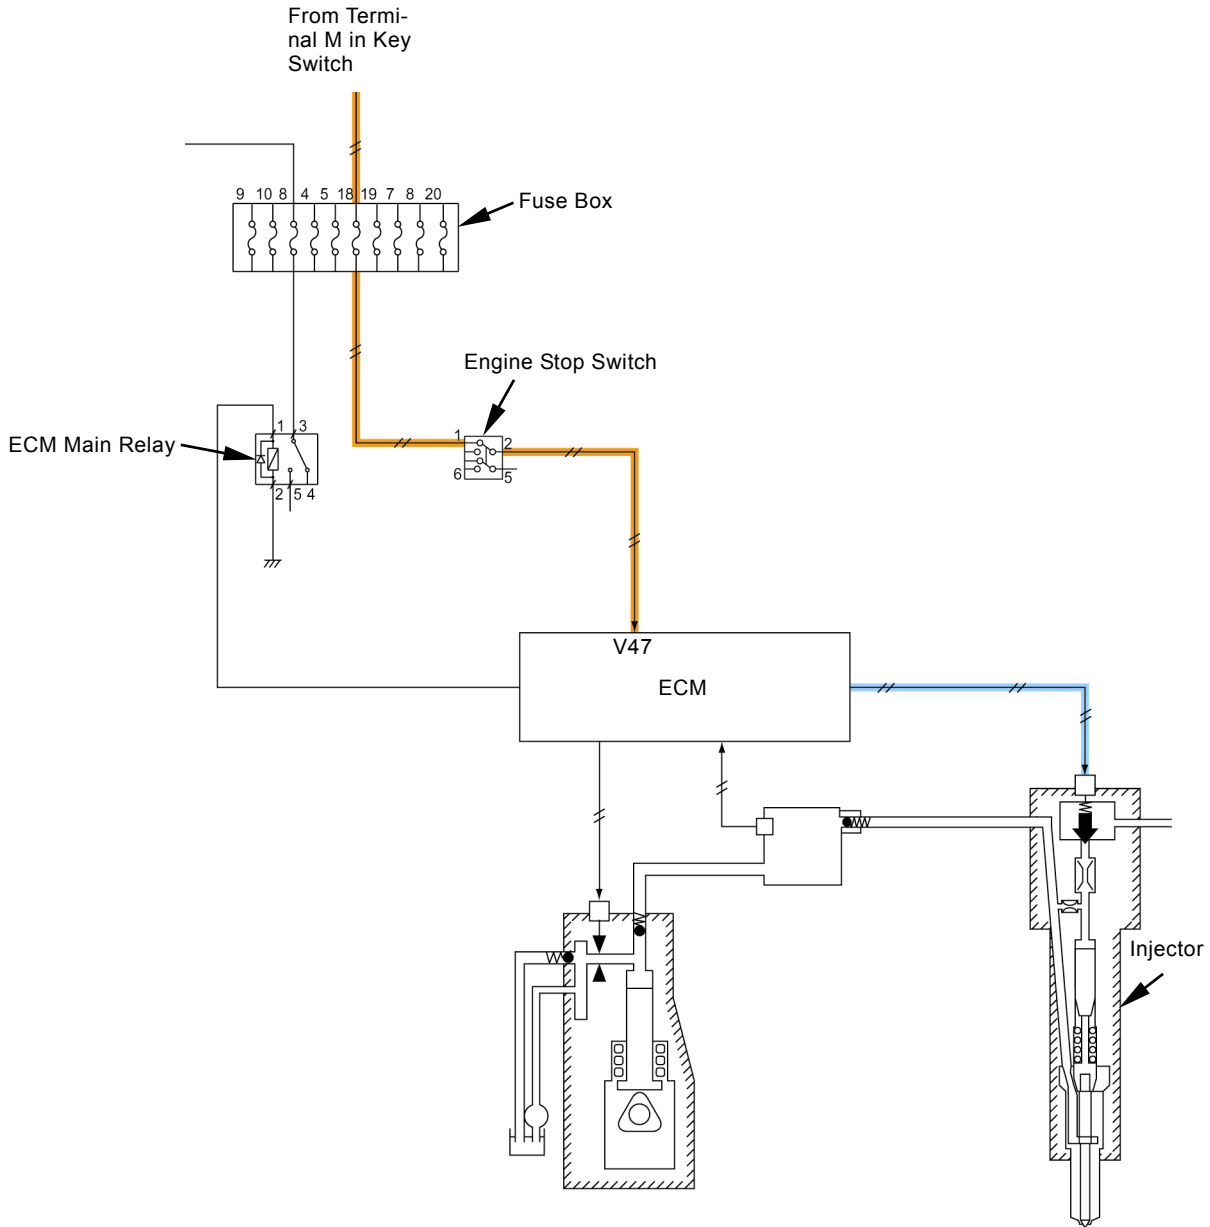 From Termi-
nal M in Key
Switch
9 10 8 4 5 18 19 7 8 20
Fuse Box
Engine Stop Switch
1 2
6 5
ECM Main Relay
1 3
2 5 4
V47
ECM
Injector